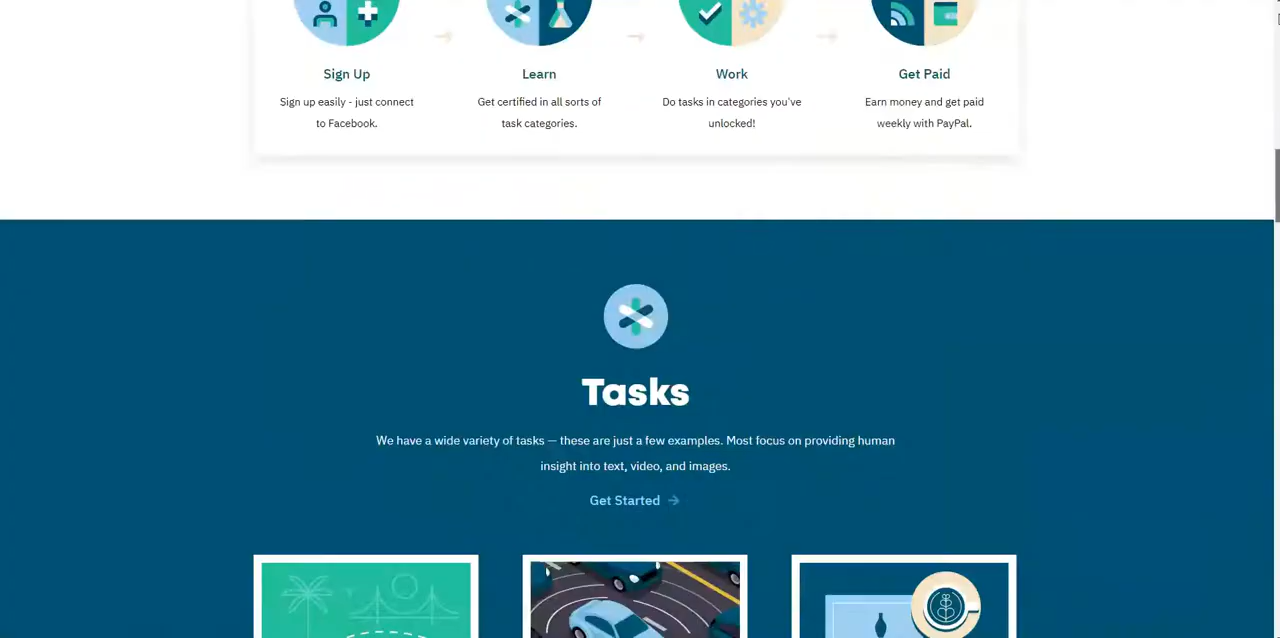 Sign Up
Sign up easily - just connect
to Facebook.
Learn
Get certified in all sorts of
task categories.
Work
Do tasks in categories you've
unlocked!
Get Paid
Earn money and get paid
weekly with PayPal.
Tasks
We have a wide variety of tasks — these are just a few examples. Most focus on providing human
insight into text, video, and images.
Get Started →